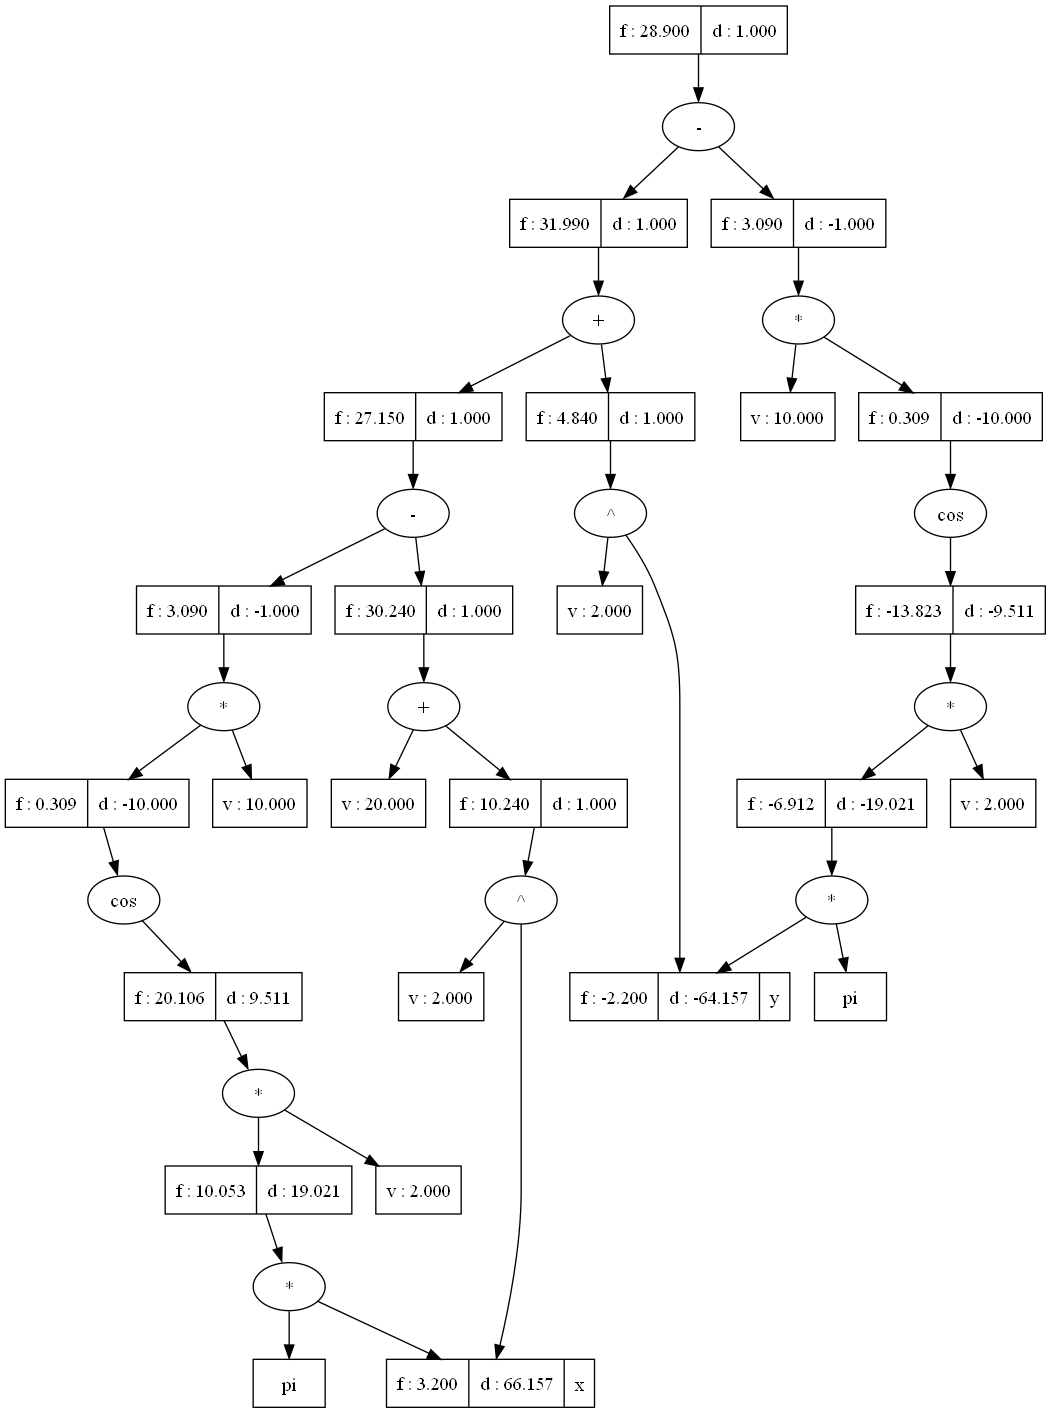 f : 28.900 d : 1.000
-
f : 31.990 d : 1.000 f : 3.090 d : -1.000
+ *
f : 27.150 d : 1.000 f : 4.840 d : 1.000 v : 10.000 f : 0.309 d : -10.000
- ^ cos
f : 3.090 d : -1.000 f : 30.240 d : 1.000 v : 2.000 f : -13.823 d : -9.511
* + *
f : 0.309 d : -10.000 v : 10.000 v : 20.000 f : 10.240 d : 1.000 f : -6.912 d : -19.021 v : 2.000
cos ^ *
f : 20.106 d : 9.511 v : 2.000 f : -2.200 d : -64.157 y pi
*
f : 10.053 d : 19.021 v : 2.000
*
pi f : 3.200 d : 66.157 x